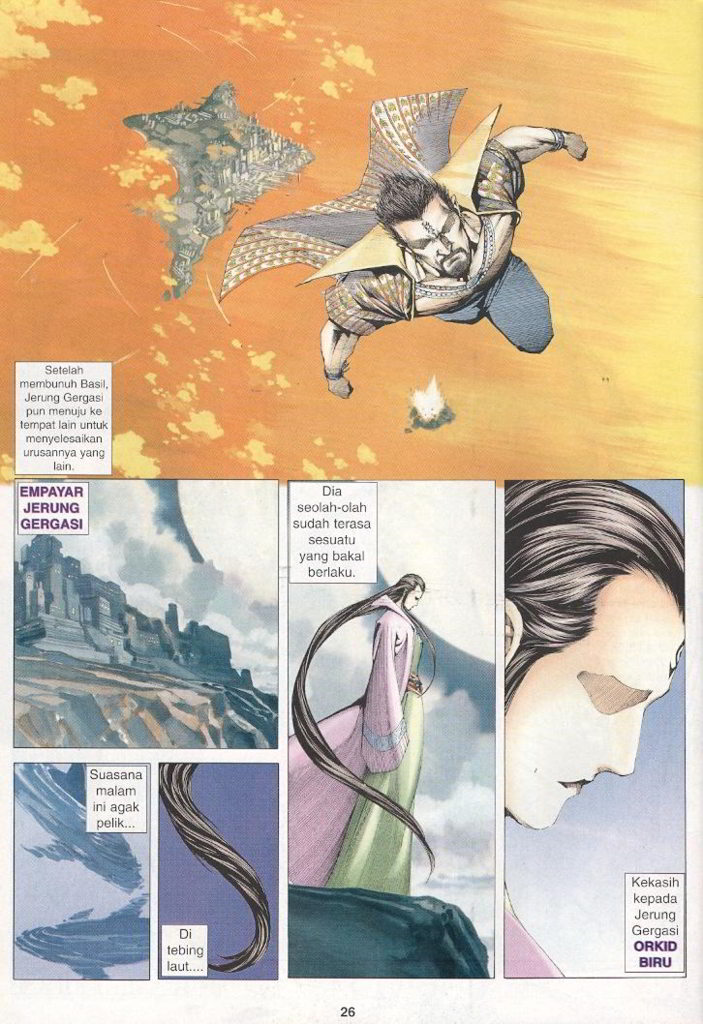 Setelah
membunuh Basil,
Jerung Gergasi
pun menuju ke
tempat lain untuk
menyelesaikan
urusannya yang
lain.
EMPAYAR
JERUNG
GERGASI
Suasana
malam
ini agak
pelik...
Di
tebing
laut....
Dia
seolah-olah
sudah terasa
sesuatu
yang bakal
berlaku.
Kekasih
kepada
Jerung
Gergasi
ORKID
BIRU
26